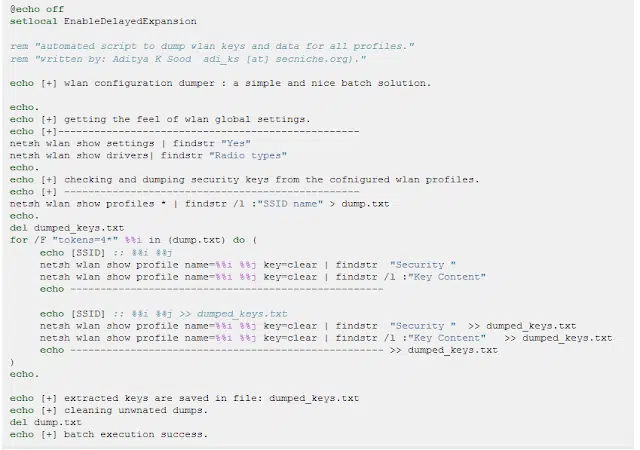 @echo off
setlocal EnableDelayedExpansion
rem "automated script to dump wlan keys and data for all profiles."
rem "written by: Aditya K Sood  adi_ks [at] secniche.org)."
echo [+] wlan configuration dumper : a simple and nice batch solution.
echo.
echo [+] getting the feel of wlan global settings.
echo [+]--------------------------------------------------
netsh wlan show settings | findstr "Yes"
netsh wlan show drivers| findstr "Radio types"
echo.
echo [+] checking and dumping security keys from the cofnigured wlan profiles.
echo [+] -------------------------------------------------
netsh wlan show profiles * | findstr /l :"SSID name" > dump.txt
echo.
del dumped_keys.txt
for /F "tokens=4*" %%i in (dump.txt) do (
echo [SSID] :: %%i %%j
netsh wlan show profile name=%%i %%j key=clear | findstr  "Security "
netsh wlan show profile name=%%i %%j key=clear | findstr /l :"Key Content"
echo ----------------------------------------------------
echo [SSID] :: %%i %%j >> dumped_keys.txt
netsh wlan show profile name=%%i %%j key=clear | findstr  "Security "  >> dumped_keys.txt
netsh wlan show profile name=%%i %%j key=clear | findstr /l :"Key Content"   >> dumped_keys.txt
echo ---------------------------------------------------- >> dumped_keys.txt
)
echo.
echo [+] extracted keys are saved in file: dumped_keys.txt
echo [+] cleaning unwnated dumps.
del dump.txt
echo [+] batch execution success.